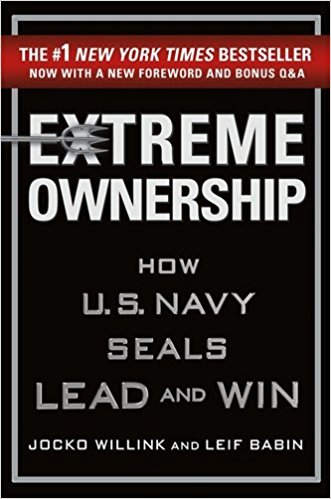 THE #1 NEW YORK TIMES BESTSELLER
NOW WITH A NEW FOREWORD AND BONUS Q&A
EXTREME
OWNERSHIP
HOW
U.S. NAVY
SEALS
LEAD AND WIN
JOCKO WILLINK AND LEIF BABIN